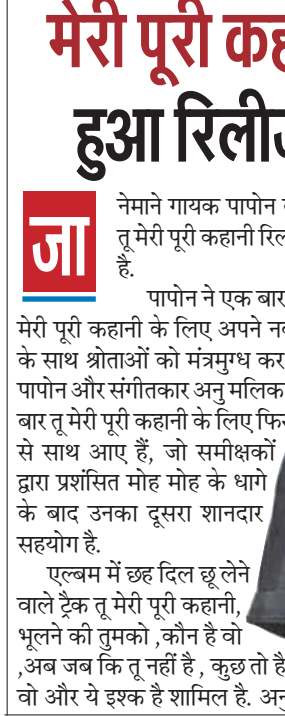 मेरी पूरी
हुआ
जा
नेमाने गायक पापोन
तू मेरी पूरी कहानी
है.
पापोन ने एक बार
मेरी पूरी कहानी के लिए अपने
के साथ श्रोताओं को मंत्रमुग्ध कर
पापोन और संगीतकार अनु मलिक
बार तू मेरी पूरी कहानी के लिए
से साथ आए हैं, जो समीक्षकों
द्वारा प्रशंसित मोह मोह के धागे
के बाद उनका दूसरा शानदार
सहयोग है.
एल्बम में छह दिल छू लेने
वाले ट्रैक तू मेरी पूरी कहानी,
भूलने की तुमको ,कौन है वो
,अब जब कि तू नहीं है , कुछ तो है
वो और ये इश्क है शामिल है.